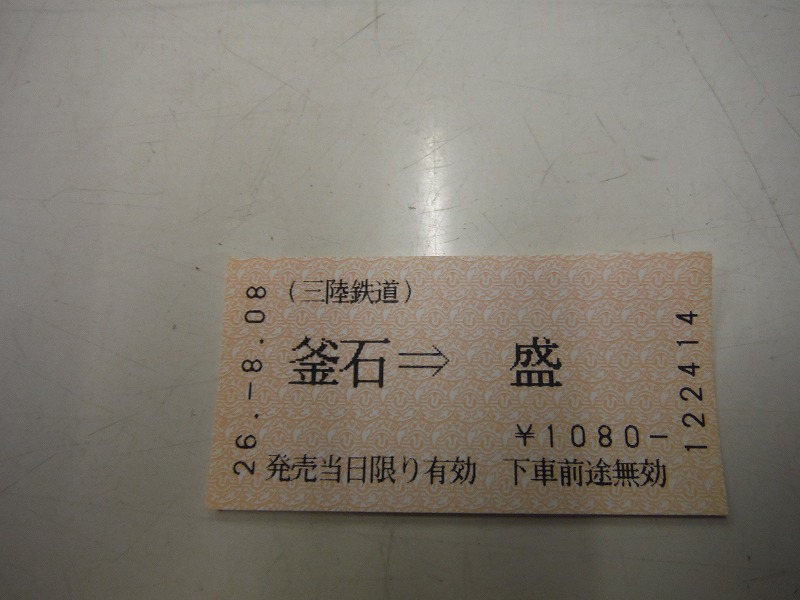 (三陸鉄道)
釜石⇒ 盛
¥1080-
発売当日限り有効 下車前途無効
26.-8.08
122414